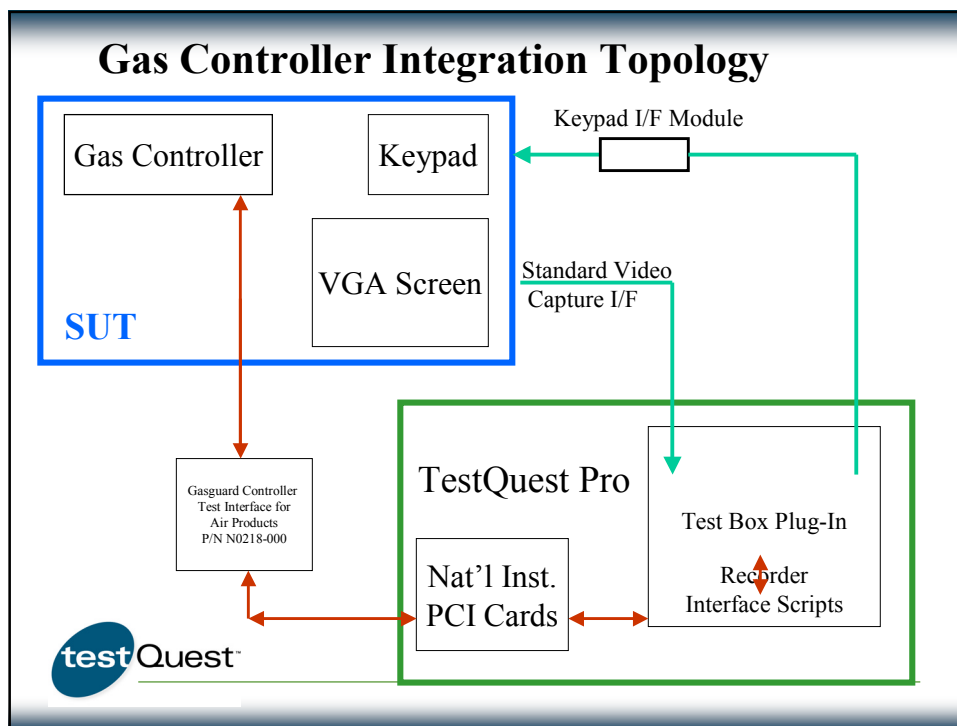 Gas Controller Integration Topology
Keypad I/F Module
Gas Controller
Keypad
VGA Screen
SUT
Standard Video
Capture I/F
Gasguard Controller
Test Interface for
Air Products
P/N N0218-000
TestQuest Pro
Nat'l Inst.
PCI Cards
Test Box Plug-In
Recorder
Interface Scripts
testQuest™